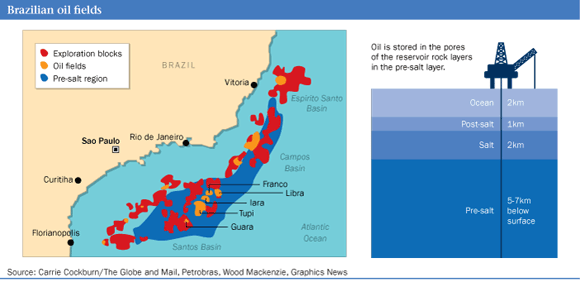 Brazilian oil fields
Exploration blocks
Oil fields
Pre-salt region
BRAZIL
Vitoria
Espirito Santo
Basin
Sao Paulo
Rio de Janeiro
Campos
Basin
Curitiba
Franco
Libra
Iara
Tupi
Guara
Florianopolis
Atlantic
Ocean
Santos Basin
Oil is stored in the pores
of the reservoir rock layers
in the pre-salt layer.
Ocean 2km
Post-salt 1km
Salt 2km
Pre-salt 5-7km
below
surface
Source: Carrie Cockburn/The Globe and Mail, Petrobras, Wood Mackenzie, Graphics News